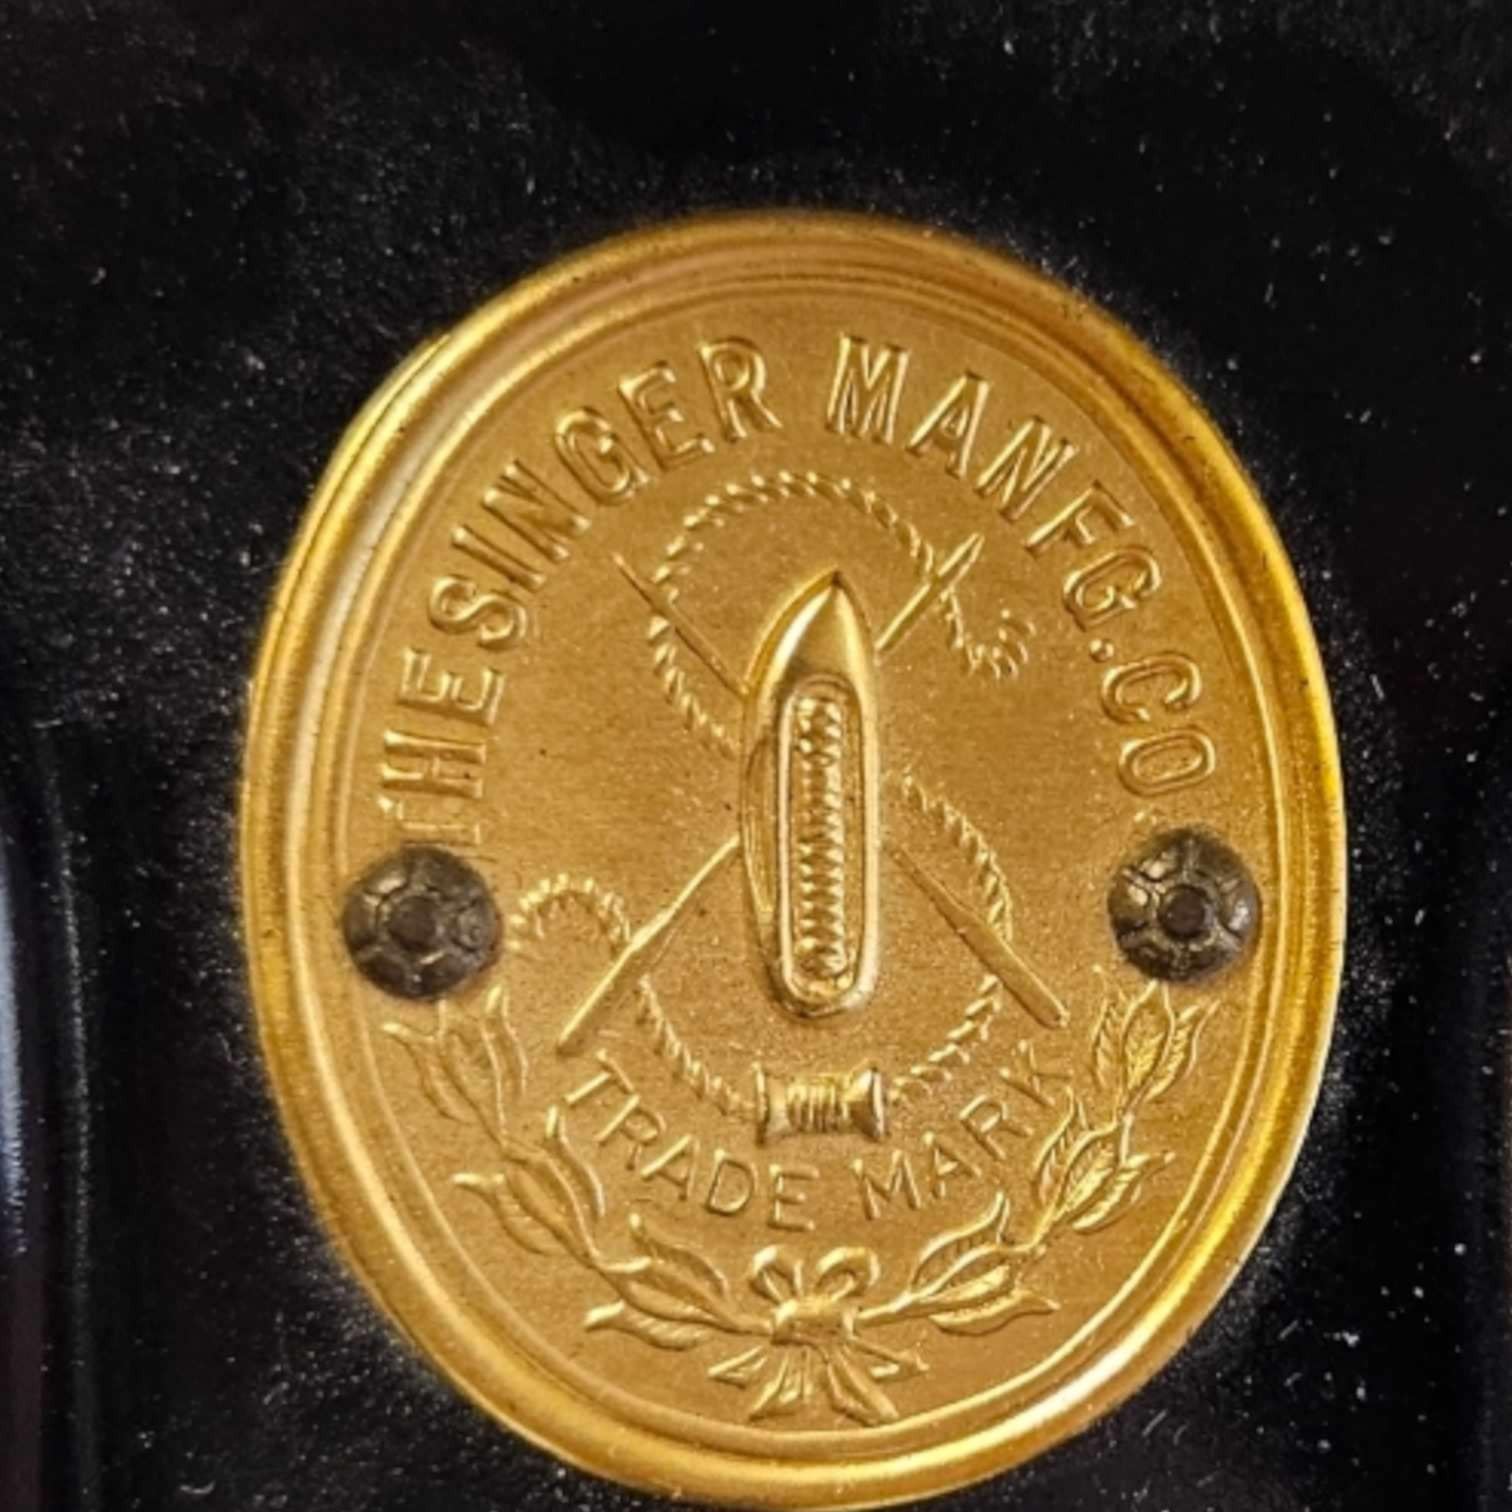 THE SINGER MANFG. CO.
TRADE MARK